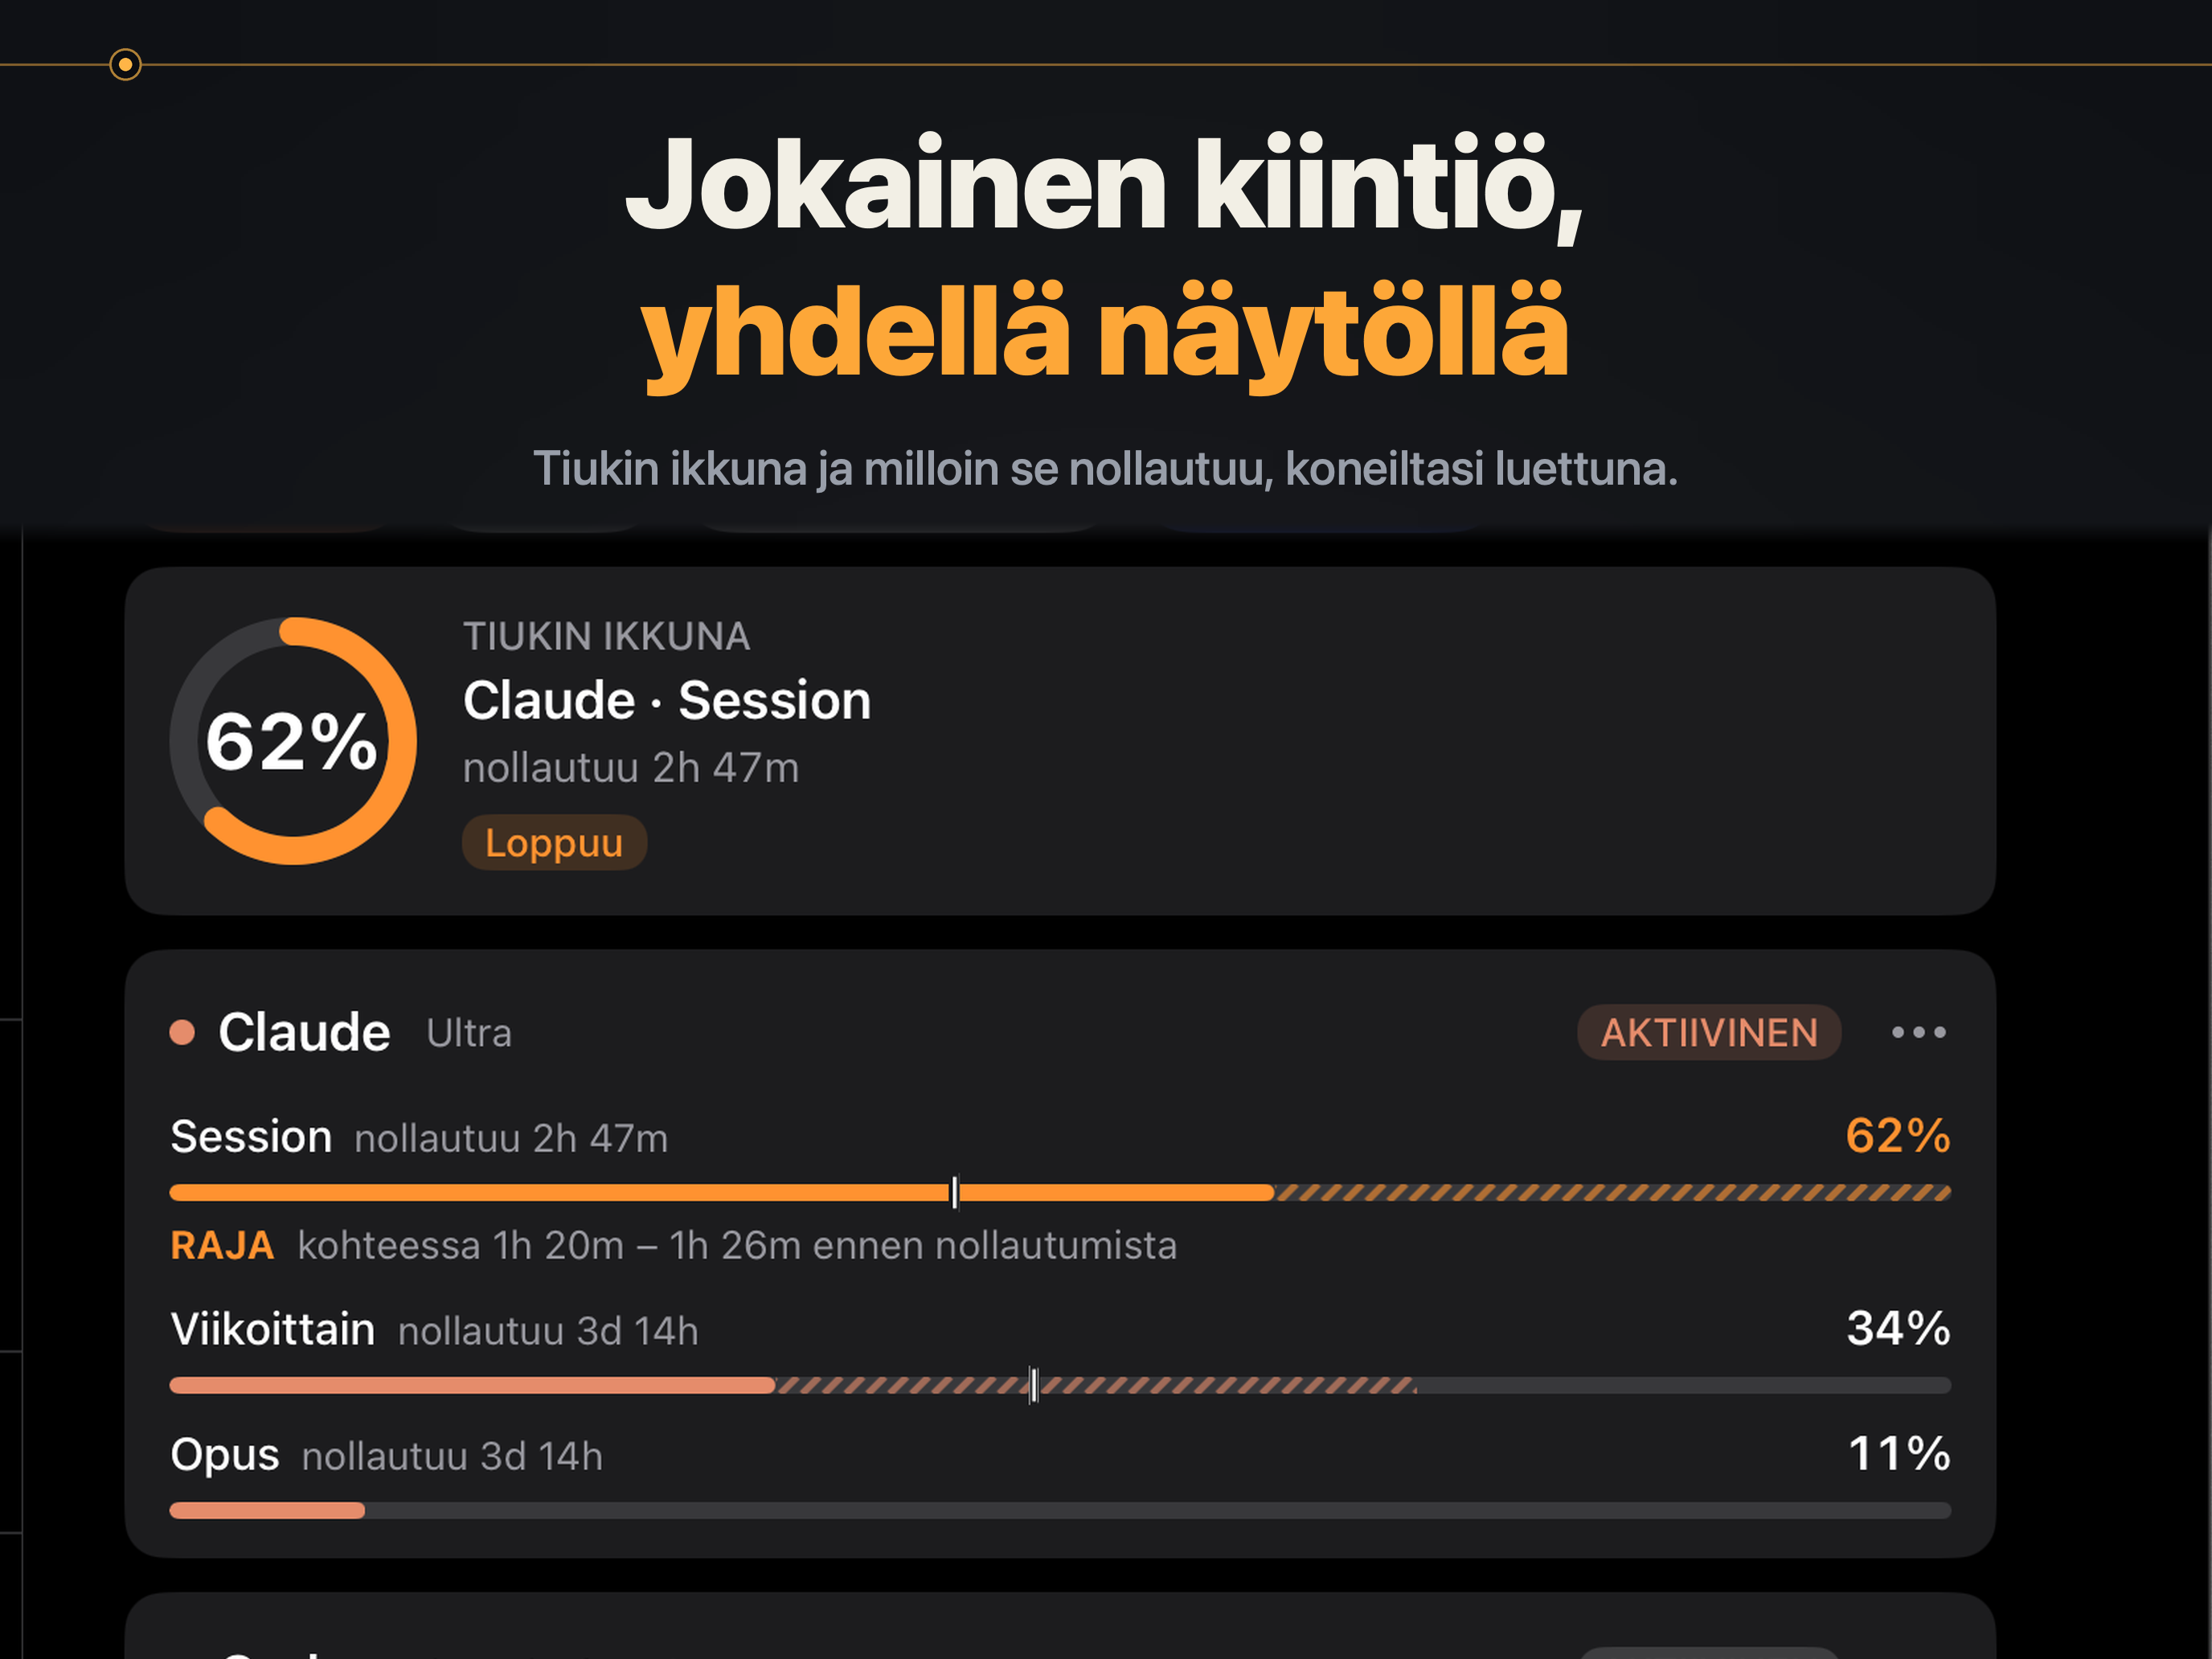 Jokainen kiintiö,
yhdellä näytöllä
Tiukin ikkuna ja milloin se nollautuu, koneiltasi luettuna.
62%
TIUKIN IKKUNA
Claude · Session
nollautuu 2h 47m
Loppuu
Claude Ultra AKTIIVINEN
Session nollautuu 2h 47m 62%
RAJA kohteessa 1h 20m – 1h 26m ennen nollautumista
Viikoittain nollautuu 3d 14h 34%
Opus nollautuu 3d 14h 11%